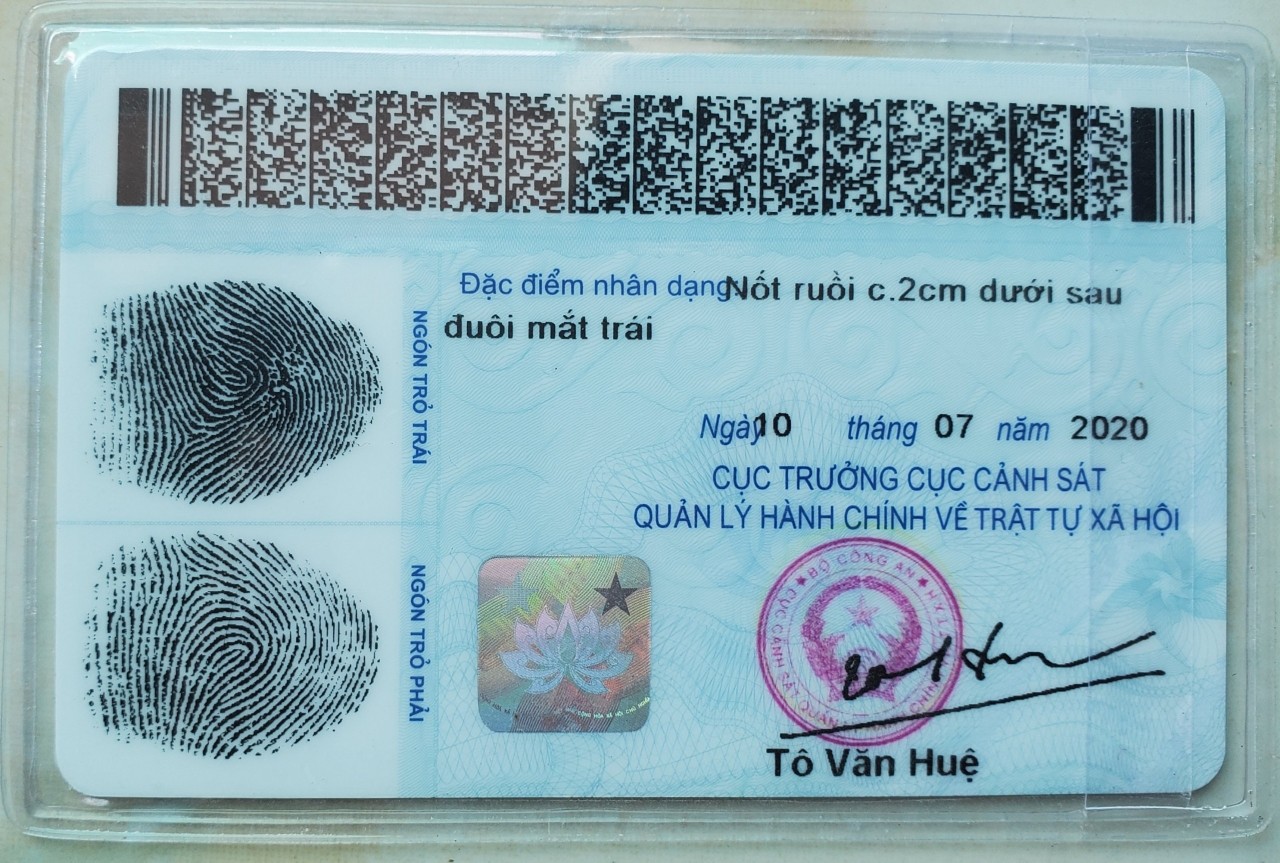 Đặc điểm nhân dạng: Nốt ruồi c.2cm dưới sau
đuôi mắt trái
NGÓN TRỎ TRÁI
Ngày 10 tháng 07 năm 2020
CỤC TRƯỞNG CỤC CẢNH SÁT
QUẢN LÝ HÀNH CHÍNH VỀ TRẬT TỰ XÃ HỘI
NGÓN TRỎ PHẢI
BỘ CÔNG AN
Tô Văn Huệ